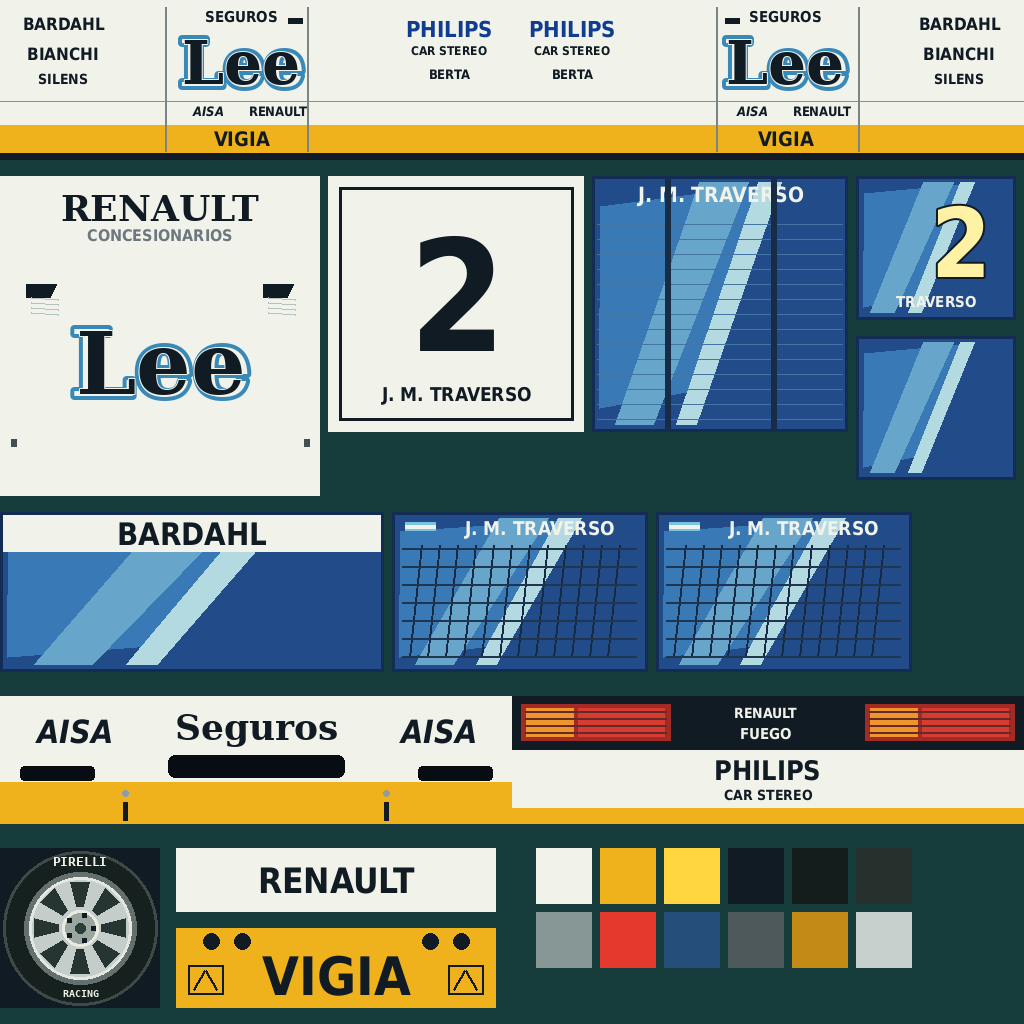 BARDAHL
BIANCHI
SILENS
SEGUROS
Lee
AISA RENAULT
VIGIA
PHILIPS
CAR STEREO
BERTA
PHILIPS
CAR STEREO
BERTA
SEGUROS
Lee
AISA RENAULT
VIGIA
BARDAHL
BIANCHI
SILENS
RENAULT
CONCESIONARIOS
Lee
2
J. M. TRAVERSO
J. M. TRAVERSO
2
TRAVERSO
BARDAHL
J. M. TRAVERSO
J. M. TRAVERSO
AISA Seguros AISA
RENAULT
FUEGO
PHILIPS
CAR STEREO
PIRELLI
RACING
RENAULT
VIGIA